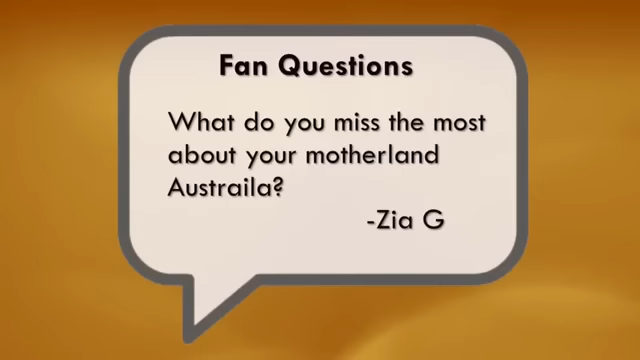 Fan Questions
What do you miss the most
about your motherland
Austraila?
-Zia G